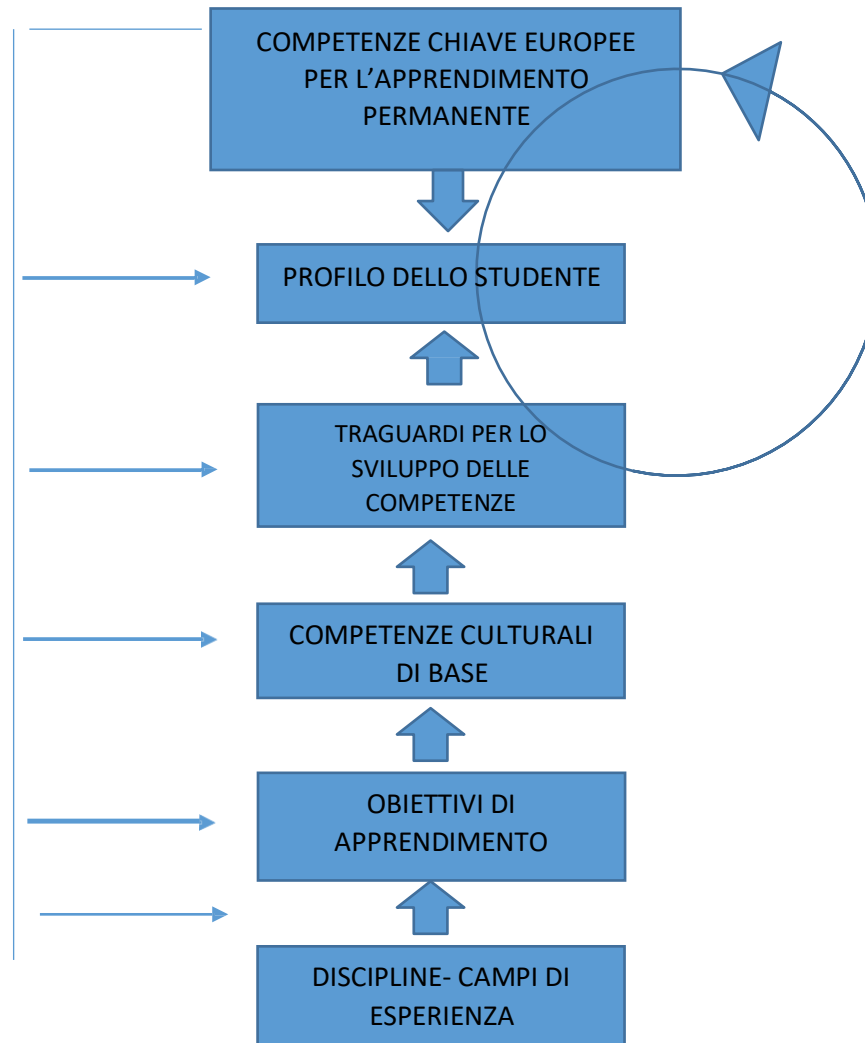 COMPETENZE CHIAVE EUROPEE
PER L’APPRENDIMENTO
PERMANENTE
PROFILO DELLO STUDENTE
TRAGUARDI PER LO
SVILUPPO DELLE
COMPETENZE
COMPETENZE CULTURALI
DI BASE
OBIETTIVI DI
APPRENDIMENTO
DISCIPLINE- CAMPI DI
ESPERIENZA